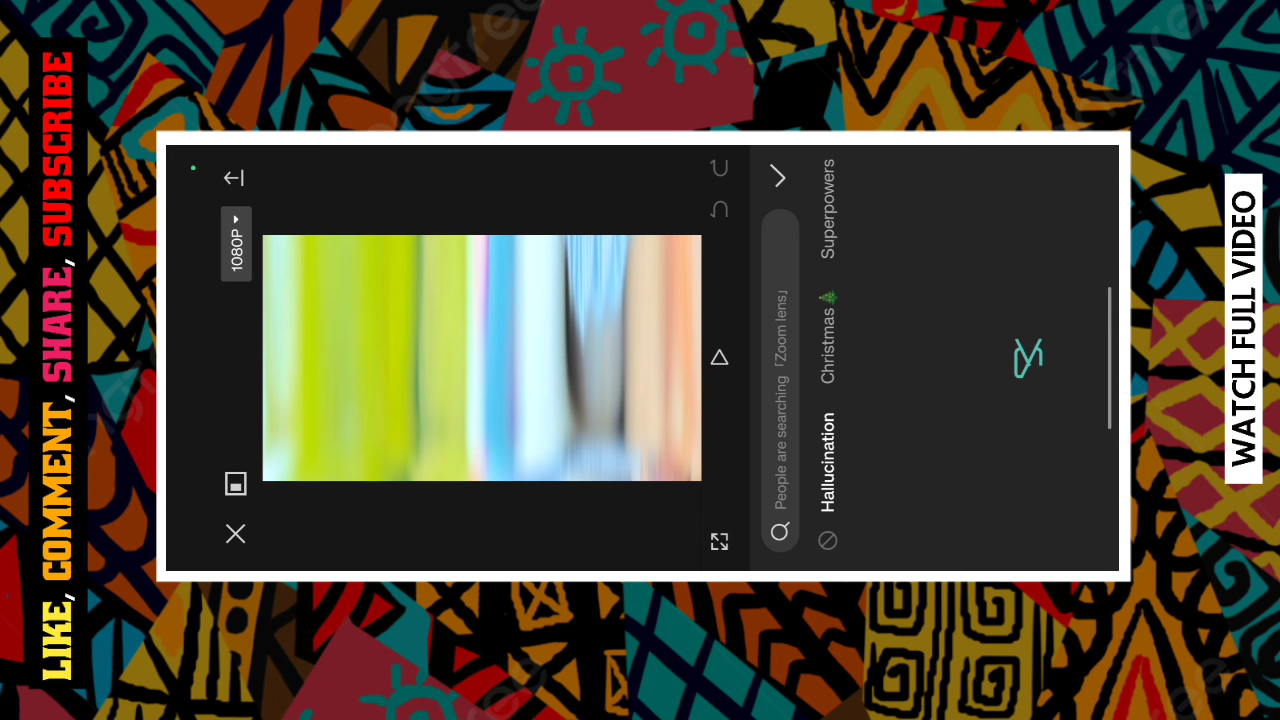 LIKE, COMMENT, SHARE, SUBSCRIBE
1080P
People are searching「Zoom lens」
Hallucination Christmas🎄 Superpowers
WATCH FULL VIDEO